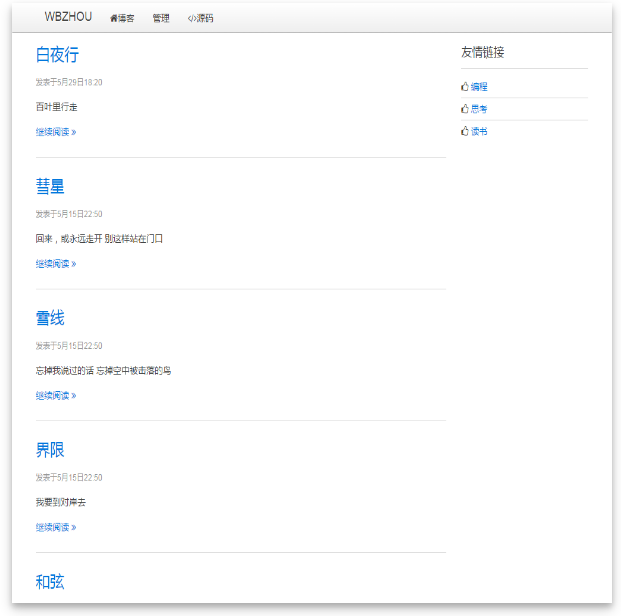 WBZHOU 博客 管理 源码
白夜行
发表于5月29日18:20
百叶里行走
继续阅读 »
彗星
发表于5月15日22:50
回来，或永远走开 别这样站在门口
继续阅读 »
雪线
发表于5月15日22:50
忘掉我说过的话 忘掉空中被击落的鸟
继续阅读 »
界限
发表于5月15日22:50
我要到对岸去
继续阅读 »
和弦
友情链接
编程
思考
读书